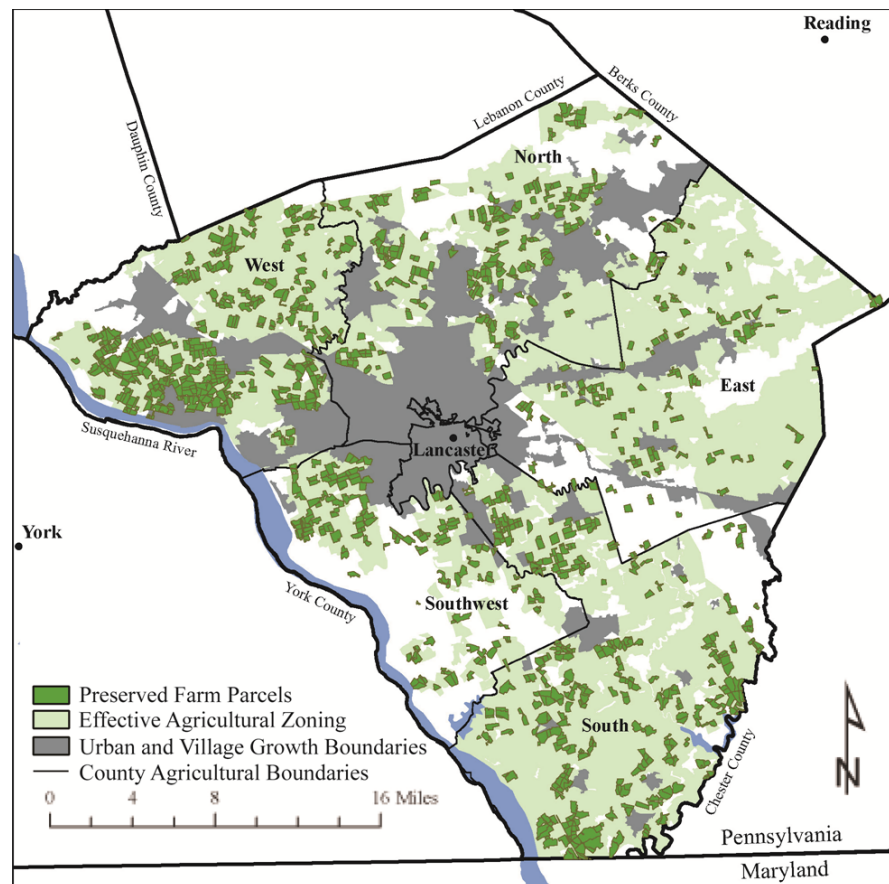 Reading
Berks County
Lebanon County
Dauphin County
North
West
East
Susquehanna River
Lancaste
York
York County
Southwest
South
Chester County
Preserved Farm Parcels
Effective Agricultural Zoning
Urban and Village Growth Boundaries
County Agricultural Boundaries
0 4 8 16 Miles
N
Pennsylvania
Maryland